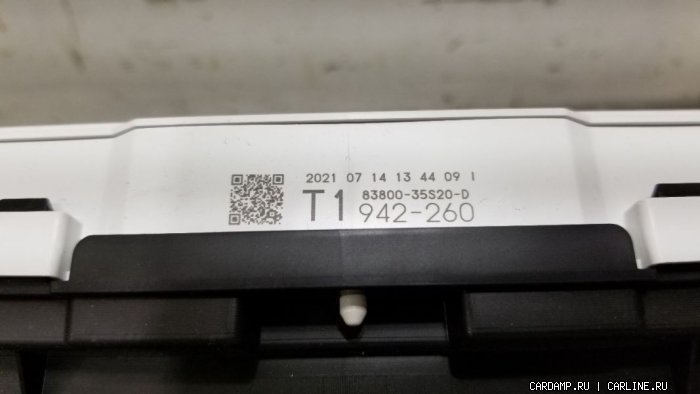 2021 07 14 13 44 09 1
T1 83800-35S20-D
942-260
CARDAMP.RU | CARLINE.RU